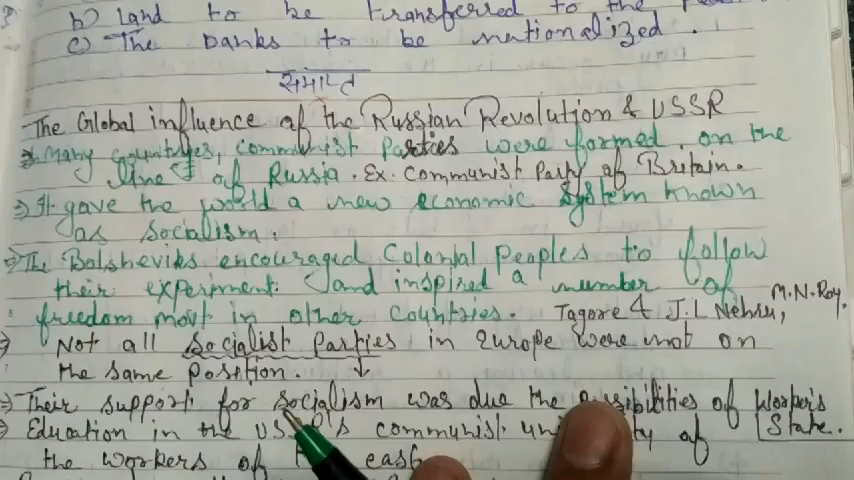 b) Land to be transferred to the
c) The banks to be nationalized.
समाप्त
The Global influence of the Russian Revolution & USSR
⇒ Many countries, communist parties were formed, on the
line of Russia. Ex. Communist Party of Britain.
⇒ It gave the world a new economic system known
as socialism.
⇒ The Bolsheviks encouraged Colonial Peoples to follow
their experiment and inspired a number of
freedom movt in other countries. Tagore & J.L Nehru, M.N. Roy.
⇒ Not all socialist parties in Europe were not on
the same position. ↓
⇒ Their support for socialism was due the possibilities of Worker's State.
⇒ Education in the USSR's communist of
the workers of east